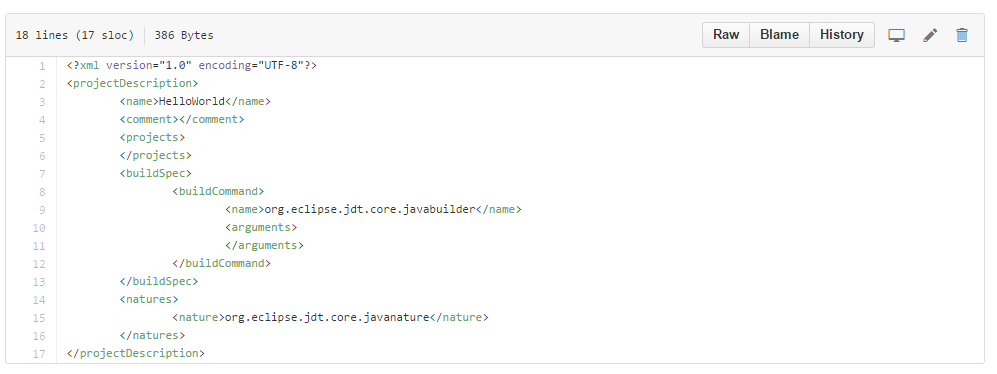 18 lines (17 sloc) 386 Bytes Raw Blame History
1 <?xml version="1.0" encoding="UTF-8"?>
2 <projectDescription>
3 <name>HelloWorld</name>
4 <comment></comment>
5 <projects>
6 </projects>
7 <buildSpec>
8 <buildCommand>
9 <name>org.eclipse.jdt.core.javabuilder</name>
10 <arguments>
11 </arguments>
12 </buildCommand>
13 </buildSpec>
14 <natures>
15 <nature>org.eclipse.jdt.core.javanature</nature>
16 </natures>
17 </projectDescription>